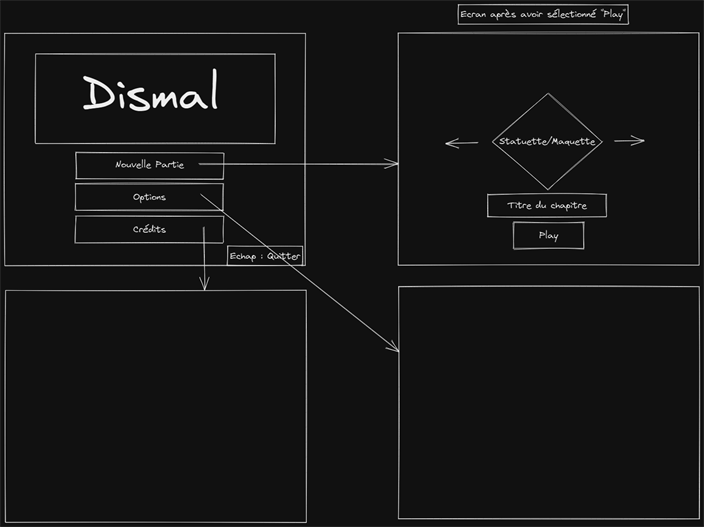 Ecran après avoir sélectionné "Play"
Dismal
Nouvelle Partie
Options
Crédits
Echap : Quitter
Statuette/Maquette
Titre du chapitre
Play